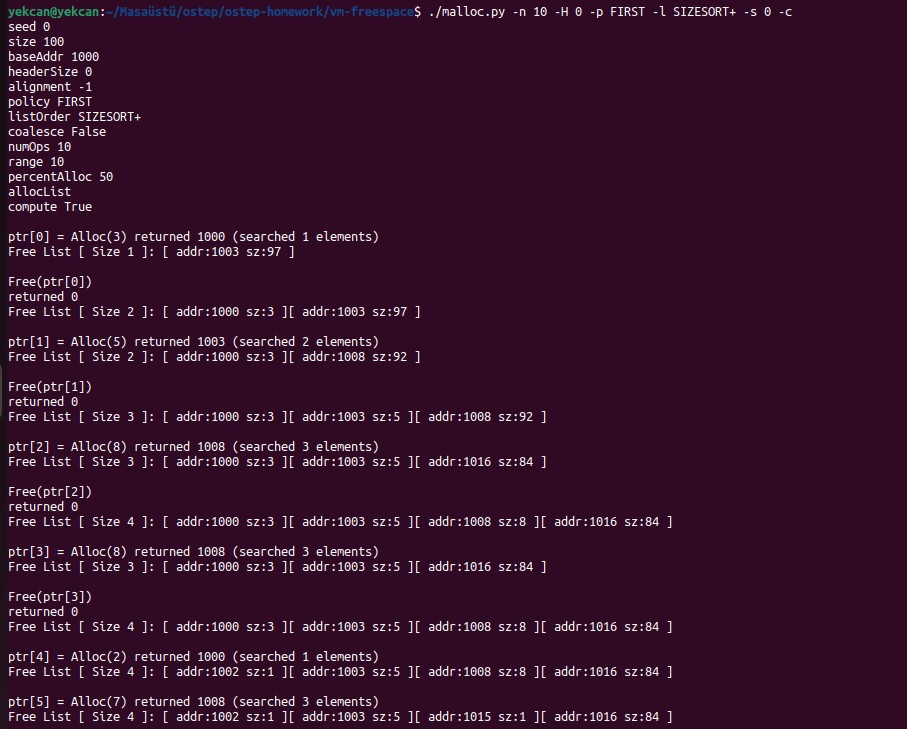 yekcan@yekcan:~/Masaüstü/ostep/ostep-homework/vm-freespace$ ./malloc.py -n 10 -H 0 -p FIRST -l SIZESORT+ -s 0 -c
seed 0
size 100
baseAddr 1000
headerSize 0
alignment -1
policy FIRST
listOrder SIZESORT+
coalesce False
numOps 10
range 10
percentAlloc 50
allocList
compute True
ptr[0] = Alloc(3) returned 1000 (searched 1 elements)
Free List [ Size 1 ]: [ addr:1003 sz:97 ]
Free(ptr[0])
returned 0
Free List [ Size 2 ]: [ addr:1000 sz:3 ][ addr:1003 sz:97 ]
ptr[1] = Alloc(5) returned 1003 (searched 2 elements)
Free List [ Size 2 ]: [ addr:1000 sz:3 ][ addr:1008 sz:92 ]
Free(ptr[1])
returned 0
Free List [ Size 3 ]: [ addr:1000 sz:3 ][ addr:1003 sz:5 ][ addr:1008 sz:92 ]
ptr[2] = Alloc(8) returned 1008 (searched 3 elements)
Free List [ Size 3 ]: [ addr:1000 sz:3 ][ addr:1003 sz:5 ][ addr:1016 sz:84 ]
Free(ptr[2])
returned 0
Free List [ Size 4 ]: [ addr:1000 sz:3 ][ addr:1003 sz:5 ][ addr:1008 sz:8 ][ addr:1016 sz:84 ]
ptr[3] = Alloc(8) returned 1008 (searched 3 elements)
Free List [ Size 3 ]: [ addr:1000 sz:3 ][ addr:1003 sz:5 ][ addr:1016 sz:84 ]
Free(ptr[3])
returned 0
Free List [ Size 4 ]: [ addr:1000 sz:3 ][ addr:1003 sz:5 ][ addr:1008 sz:8 ][ addr:1016 sz:84 ]
ptr[4] = Alloc(2) returned 1000 (searched 1 elements)
Free List [ Size 4 ]: [ addr:1002 sz:1 ][ addr:1003 sz:5 ][ addr:1008 sz:8 ][ addr:1016 sz:84 ]
ptr[5] = Alloc(7) returned 1008 (searched 3 elements)
Free List [ Size 4 ]: [ addr:1002 sz:1 ][ addr:1003 sz:5 ][ addr:1015 sz:1 ][ addr:1016 sz:84 ]